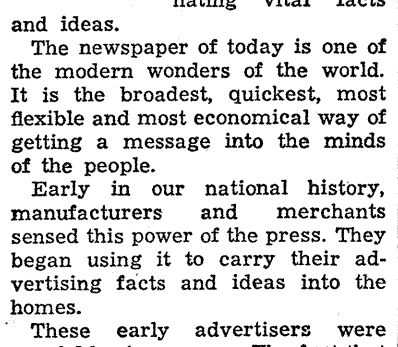 vital facts
and ideas.
The newspaper of today is one of
the modern wonders of the world.
It is the broadest, quickest, most
flexible and most economical way of
getting a message into the minds
of the people.
Early in our national history,
manufacturers and merchants
sensed this power of the press. They
began using it to carry their ad-
vertising facts and ideas into the
homes.
These early advertisers were